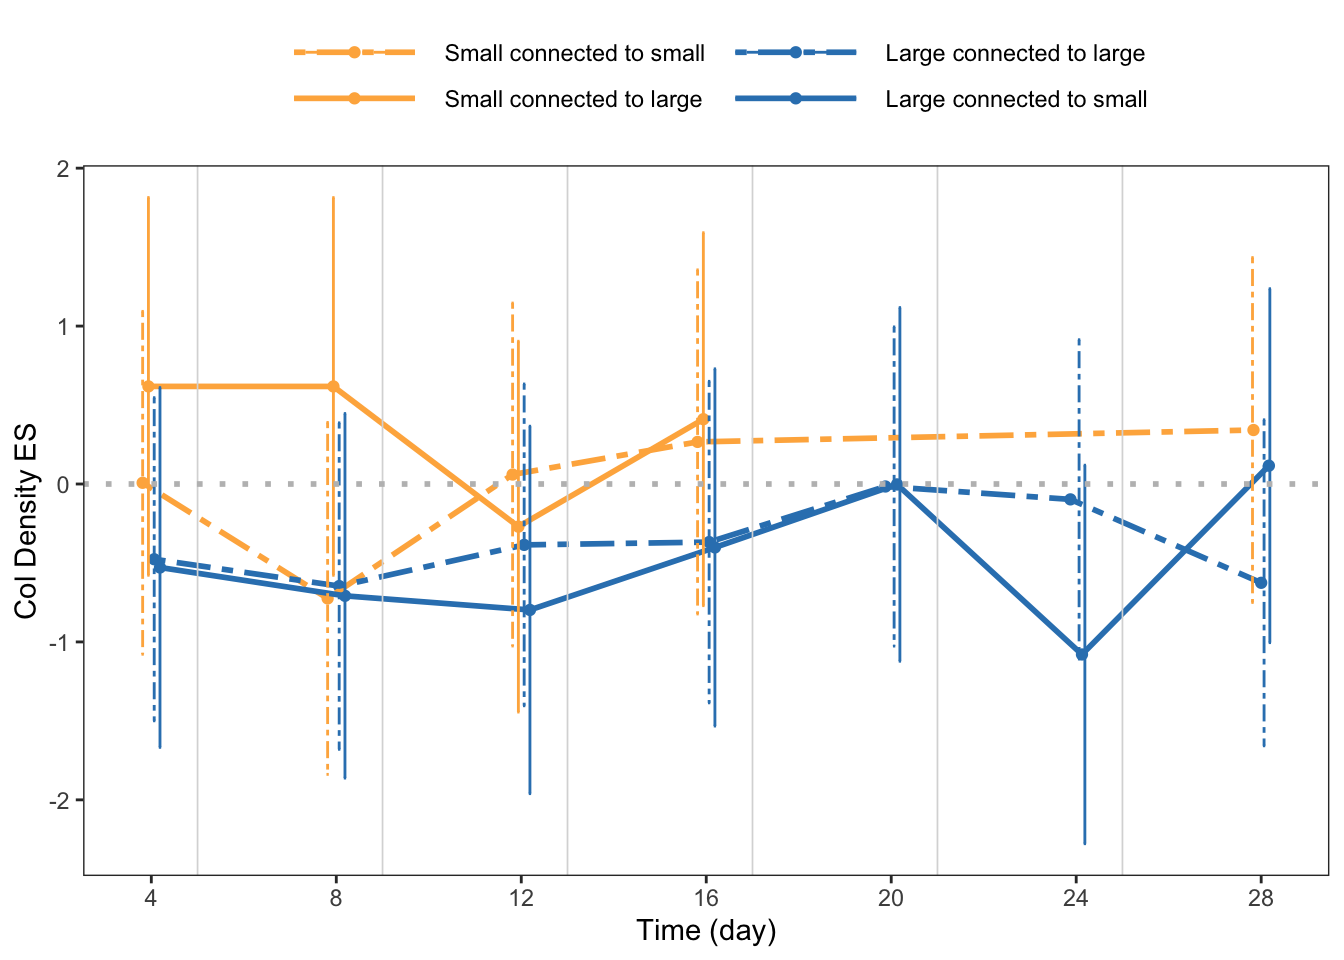 Small connected to small Large connected to large
Small connected to large Large connected to small
2
1
0
-1
-2
Col Density ES
4 8 12 16 20 24 28
Time (day)